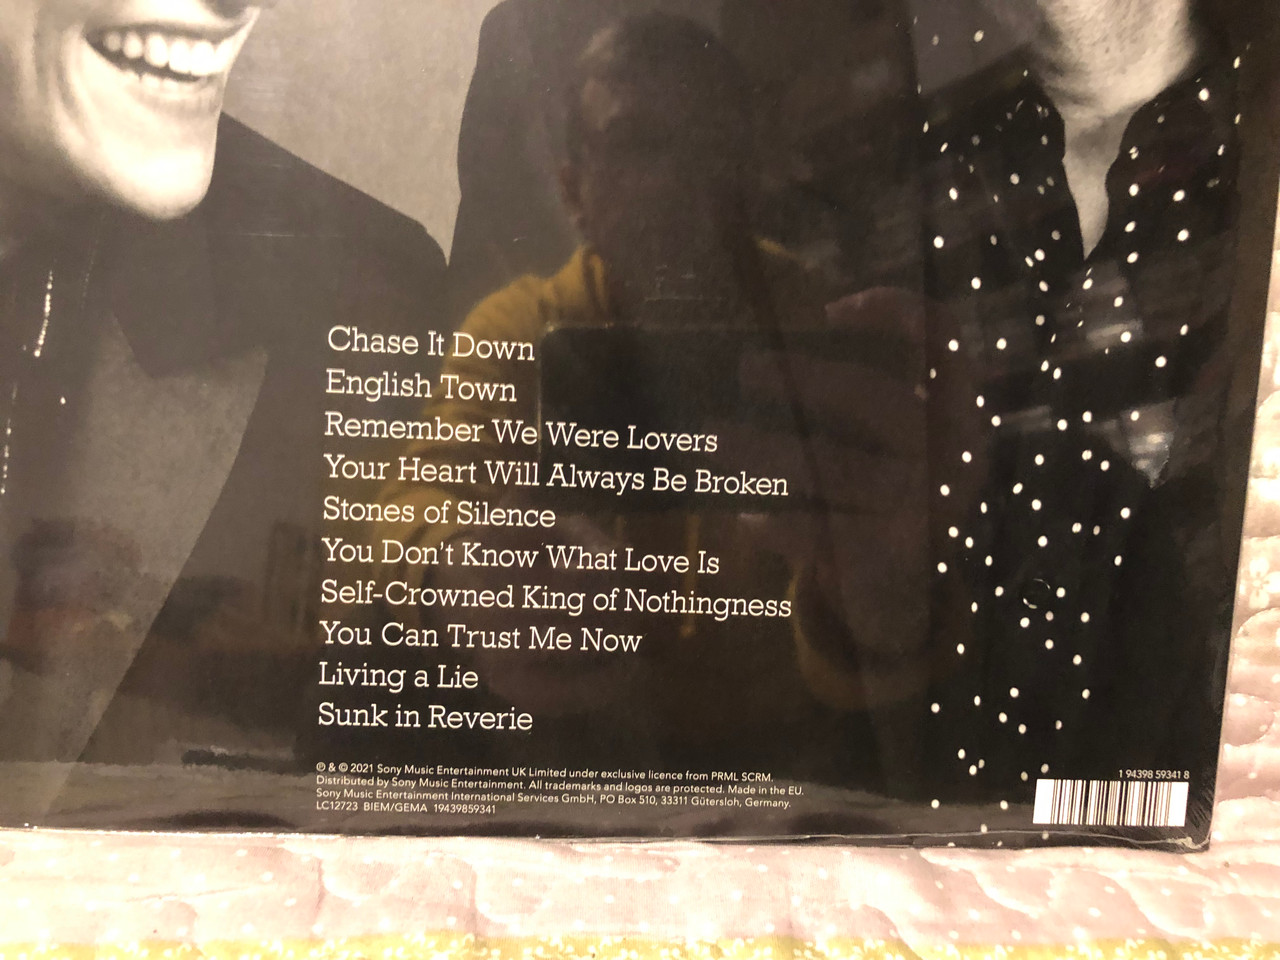 Chase It Down
English Town
Remember We Were Lovers
Your Heart Will Always Be Broken
Stones of Silence
You Don't Know What Love Is
Self-Crowned King of Nothingness
You Can Trust Me Now
Living a Lie
Sunk in Reverie
℗ & © 2021 Sony Music Entertainment UK Limited under exclusive licence from PRML SCRM.
Distributed by Sony Music Entertainment. All trademarks and logos are protected. Made in the EU.
Sony Music Entertainment International Services GmbH, PO Box 510, 33311 Gütersloh, Germany.
LC12723 BIEM/GEMA 19439859341
1 94398 59341 8